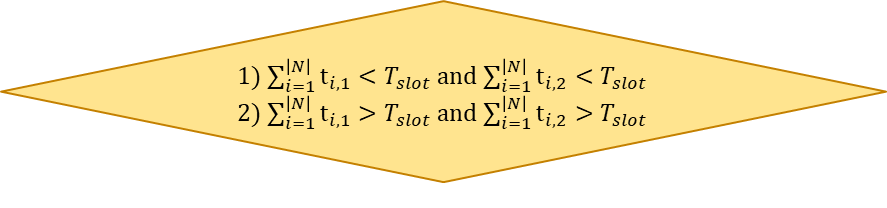 1) ∑_{i=1}^{|N|} t_{i,1} < T_{slot} and ∑_{i=1}^{|N|} t_{i,2} < T_{slot}
2) ∑_{i=1}^{|N|} t_{i,1} > T_{slot} and ∑_{i=1}^{|N|} t_{i,2} > T_{slot}